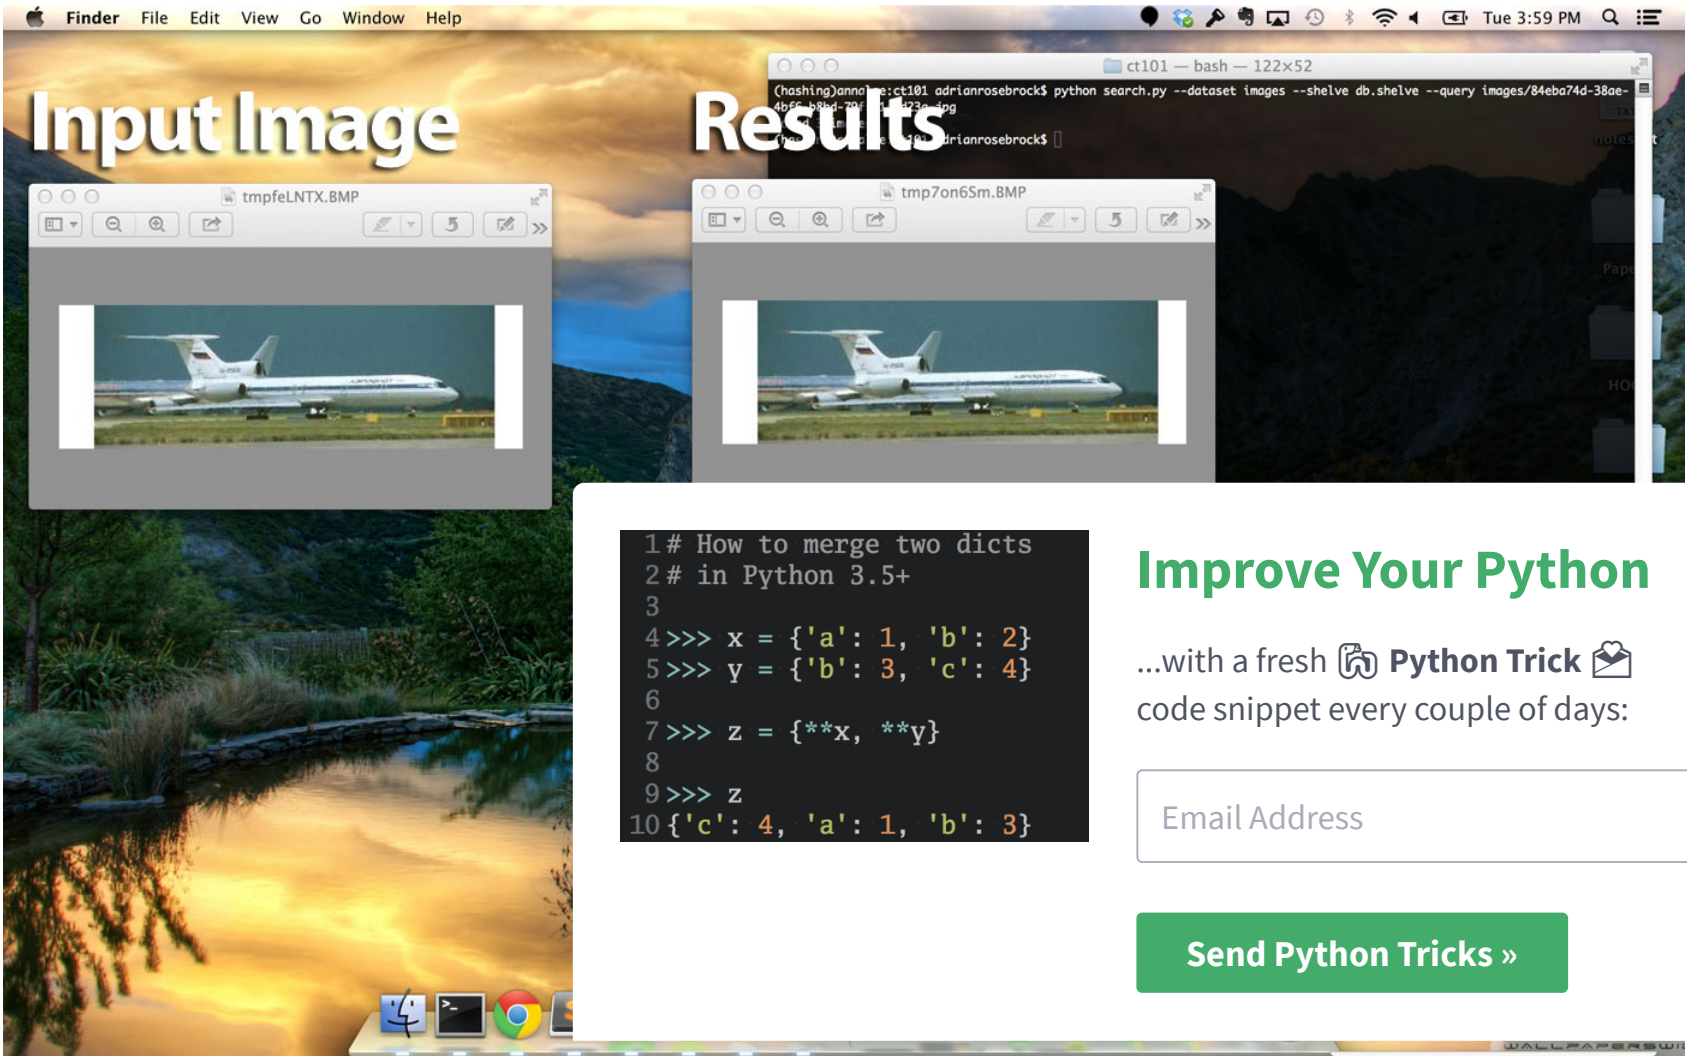 Finder File Edit View Go Window Help
Tue 3:59 PM
ct101 — bash — 122×52
python search.py --dataset images --shelve db.shelve --query images/84eba74d-38ae-
adrianrosebrock$
Input Image
Results
tmpfeLNTX.BMP
tmp7on6Sm.BMP
1 # How to merge two dicts
2 # in Python 3.5+
3
4 >>> x = {'a': 1, 'b': 2}
5 >>> y = {'b': 3, 'c': 4}
6
7 >>> z = {**x, **y}
8
9 >>> z
10 {'c': 4, 'a': 1, 'b': 3}
Improve Your Python
...with a fresh Python Trick
code snippet every couple of days:
Email Address
Send Python Tricks »